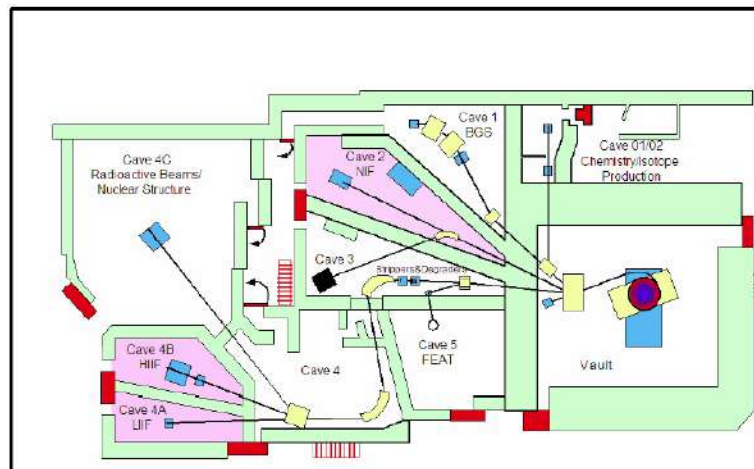 Cave 1
BGS
Cave 01/02
Chemistry/Isotope
Production
Cave 4C
Radioactive Beams/
Nuclear Structure
Cave 2
NIF
Cave 3
Strippers&Degraders
Cave 4B
HIIF
Cave 4
Cave 5
FEAT
Vault
Cave 4A
LIIF